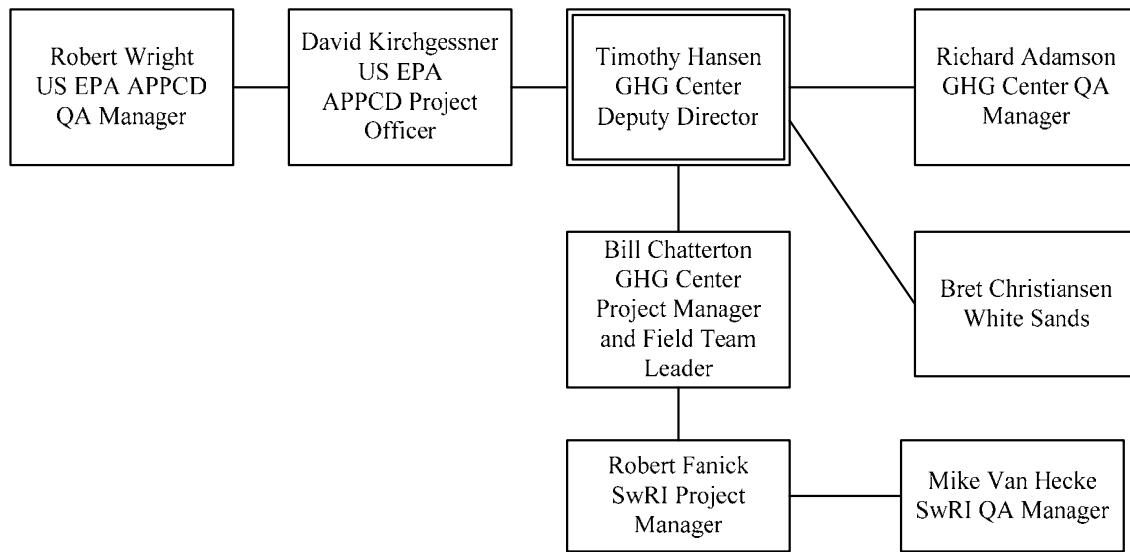 Robert Wright
US EPA APPCD
QA Manager
David Kirchgessner
US EPA
APPCD Project
Officer
Timothy Hansen
GHG Center
Deputy Director
Richard Adamson
GHG Center QA
Manager
Bill Chatterton
GHG Center
Project Manager
and Field Team
Leader
Bret Christiansen
White Sands
Robert Fanick
SwRI Project
Manager
Mike Van Hecke
SwRI QA Manager